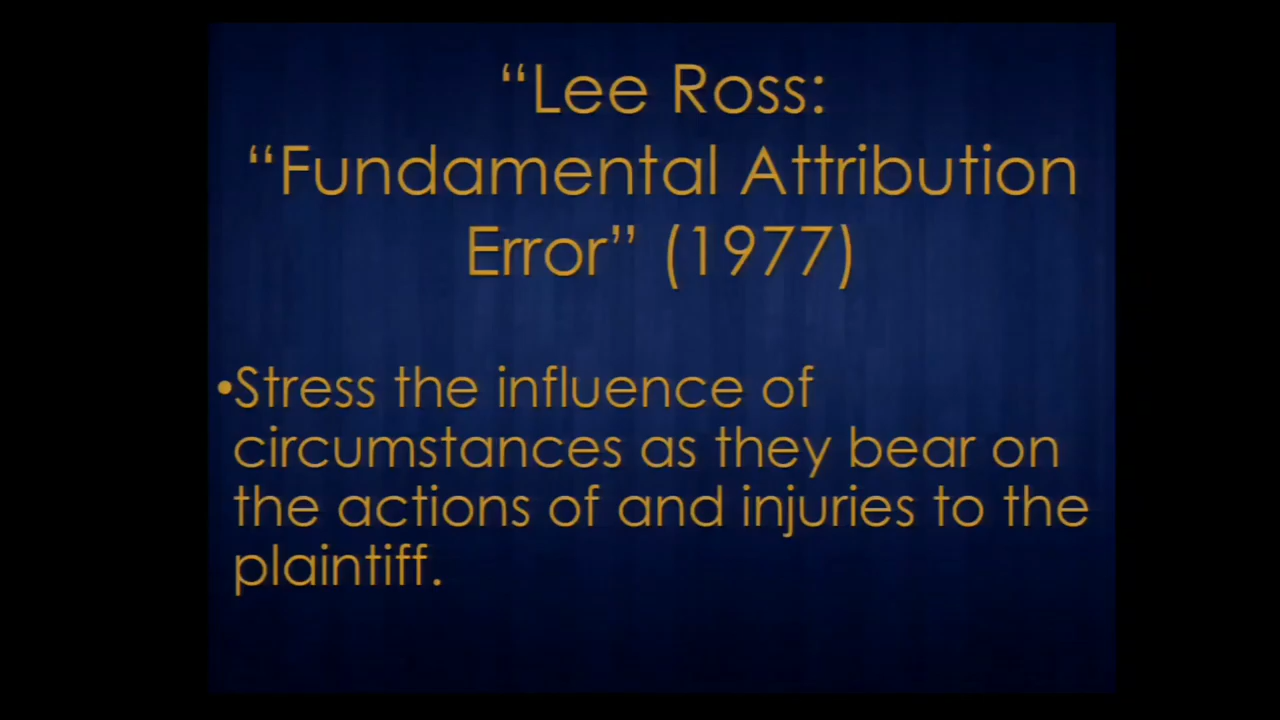 “Lee Ross:
“Fundamental Attribution
Error” (1977)
•Stress the influence of
circumstances as they bear on
the actions of and injuries to the
plaintiff.